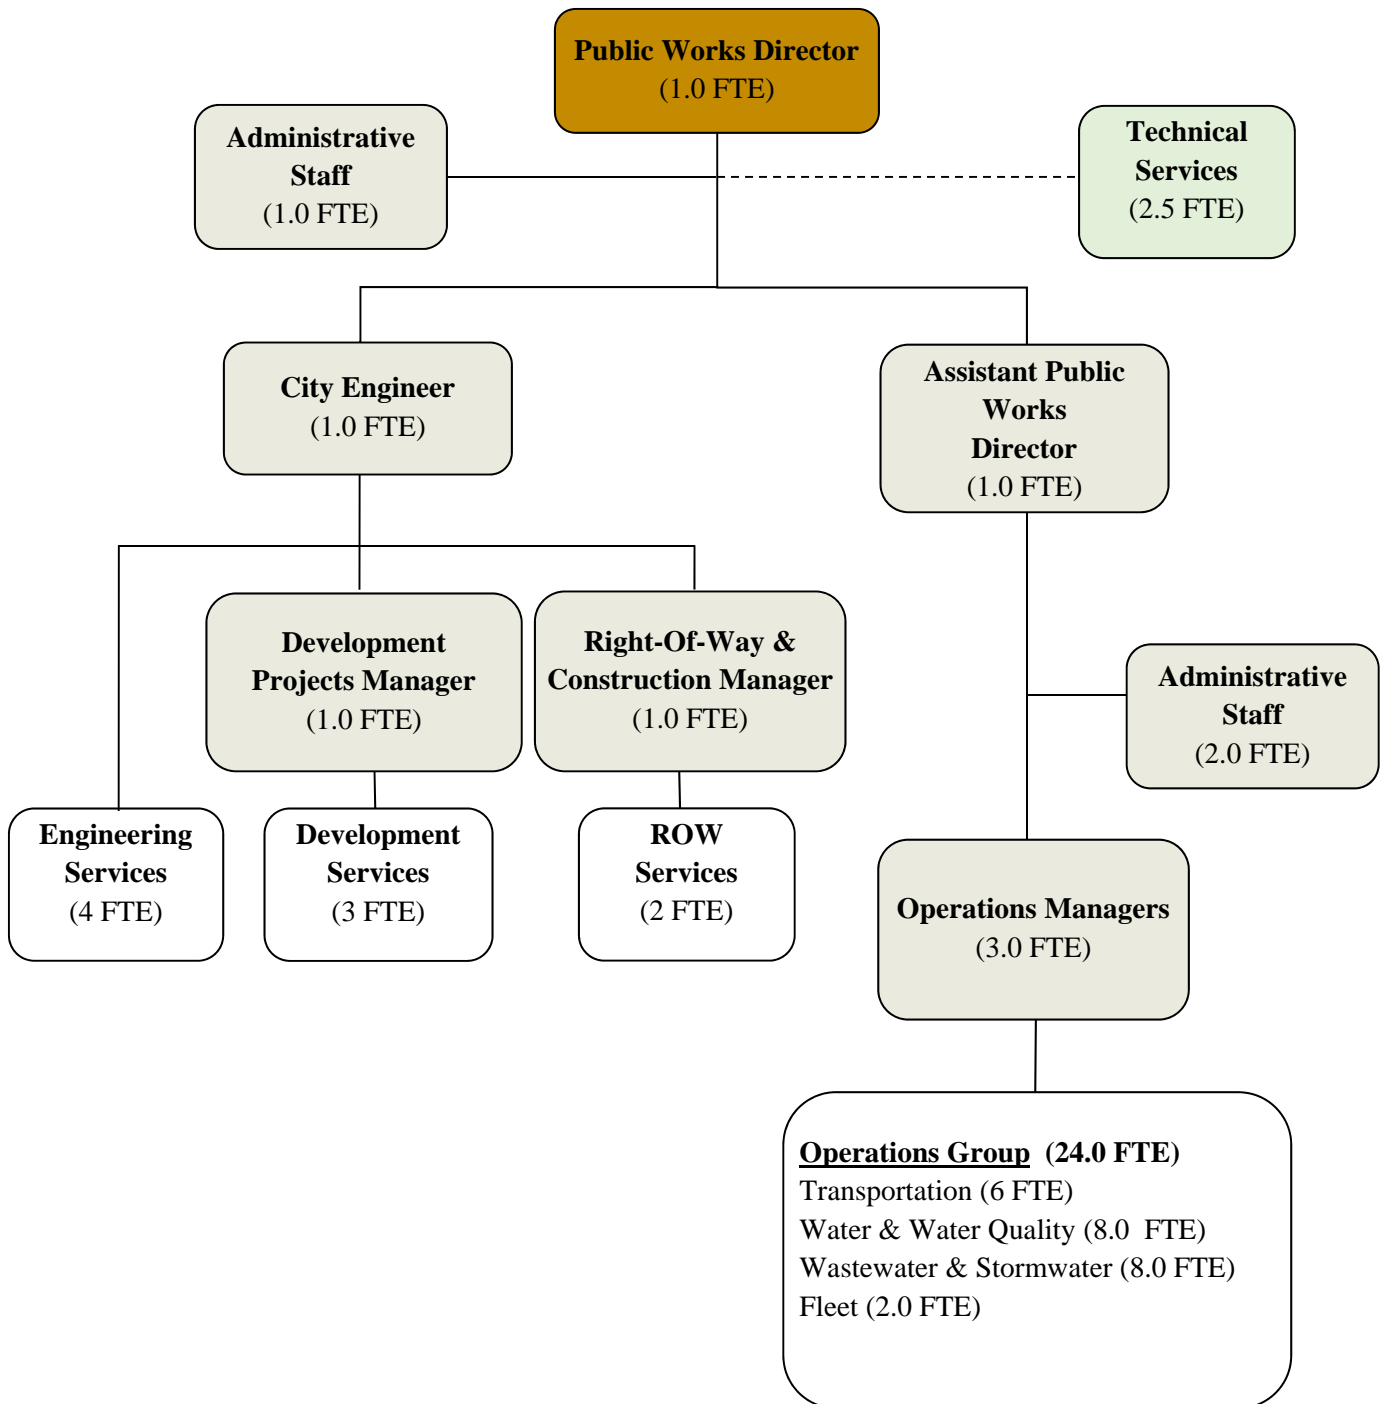 Public Works Director
(1.0 FTE)
Administrative
Staff
(1.0 FTE)
Technical
Services
(2.5 FTE)
City Engineer
(1.0 FTE)
Assistant Public
Works
Director
(1.0 FTE)
Development
Projects Manager
(1.0 FTE)
Right-Of-Way &
Construction Manager
(1.0 FTE)
Administrative
Staff
(2.0 FTE)
Engineering
Services
(4 FTE)
Development
Services
(3 FTE)
ROW
Services
(2 FTE)
Operations Managers
(3.0 FTE)
Operations Group (24.0 FTE)
Transportation (6 FTE)
Water & Water Quality (8.0 FTE)
Wastewater & Stormwater (8.0 FTE)
Fleet (2.0 FTE)